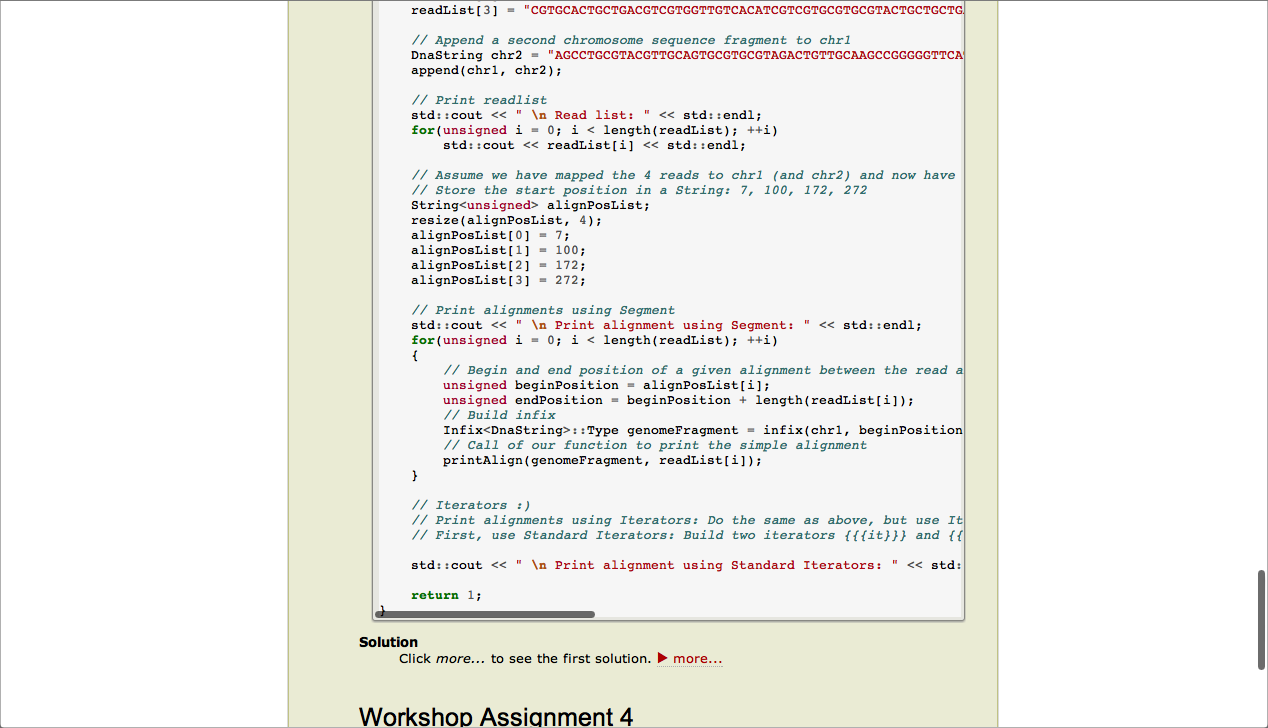 readList[3] = "CGTGCACTGCTGACGTCGTGGTTGTCACATCGTCGTGCGTGCGTACTGCTGCTGA
// Append a second chromosome sequence fragment to chr1
DnaString chr2 = "AGCCTGCGTACGTTGCAGTGCGTGCGTAGACTGTTGCAAGCCGGGGGTTCA
append(chr1, chr2);
// Print readlist
std::cout << " \n Read list: " << std::endl;
for(unsigned i = 0; i < length(readList); ++i)
std::cout << readList[i] << std::endl;
// Assume we have mapped the 4 reads to chr1 (and chr2) and now have
// Store the start position in a String: 7, 100, 172, 272
String<unsigned> alignPosList;
resize(alignPosList, 4);
alignPosList[0] = 7;
alignPosList[1] = 100;
alignPosList[2] = 172;
alignPosList[3] = 272;
// Print alignments using Segment
std::cout << " \n Print alignment using Segment: " << std::endl;
for(unsigned i = 0; i < length(readList); ++i)
{
// Begin and end position of a given alignment between the read a
unsigned beginPosition = alignPosList[i];
unsigned endPosition = beginPosition + length(readList[i]);
// Build infix
Infix<DnaString>::Type genomeFragment = infix(chr1, beginPosition
// Call of our function to print the simple alignment
printAlign(genomeFragment, readList[i]);
}
// Iterators :)
// Print alignments using Iterators: Do the same as above, but use It
// First, use Standard Iterators: Build two iterators {{{it}}} and {{
std::cout << " \n Print alignment using Standard Iterators: " << std:
return 1;
}
Solution
Click more... to see the first solution. ▶ more...
Workshop Assignment 4